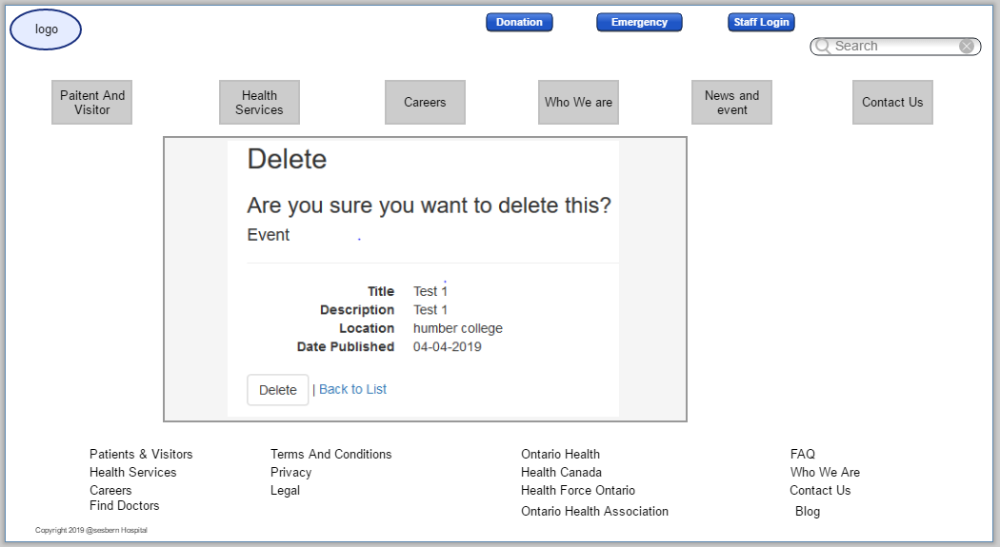 logo
Donation
Emergency
Staff Login
Search
Paitent And
Visitor
Health
Services
Careers
Who We are
News and
event
Contact Us
Delete
Are you sure you want to delete this?
Event
Title Test 1
Description Test 1
Location humber college
Date Published 04-04-2019
Delete | Back to List
Patients & Visitors
Health Services
Careers
Find Doctors
Terms And Conditions
Privacy
Legal
Ontario Health
Health Canada
Health Force Ontario
Ontario Health Association
FAQ
Who We Are
Contact Us
Blog
Copyright 2019 @sesbern Hospital